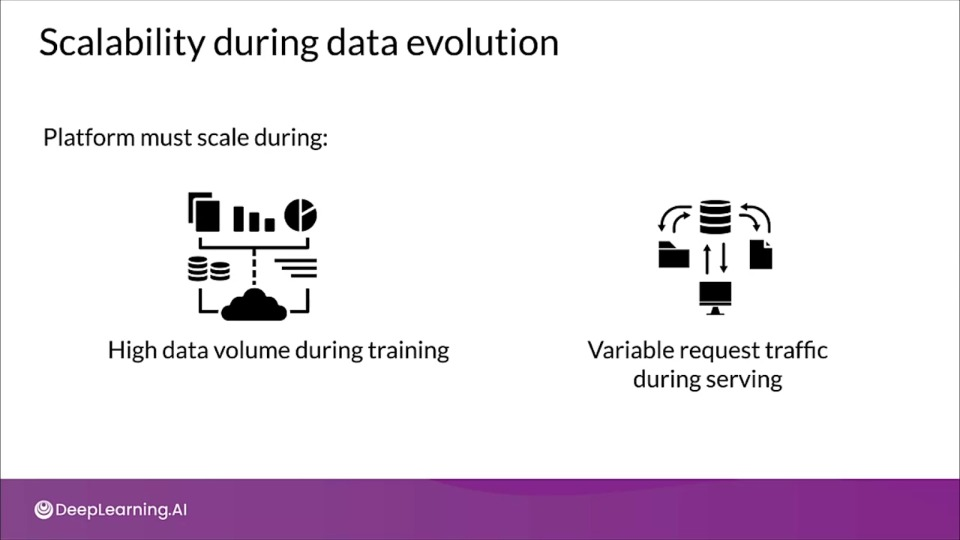 Scalability during data evolution
Platform must scale during:
High data volume during training
Variable request traffic
during serving
DeepLearning.AI